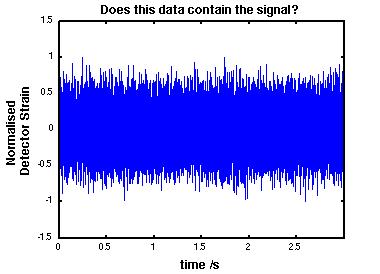 Does this data contain the signal?
1.5
1
0.5
0
-0.5
-1
-1.5
Normalised
Detector Strain
0 0.5 1 1.5 2 2.5
time /s